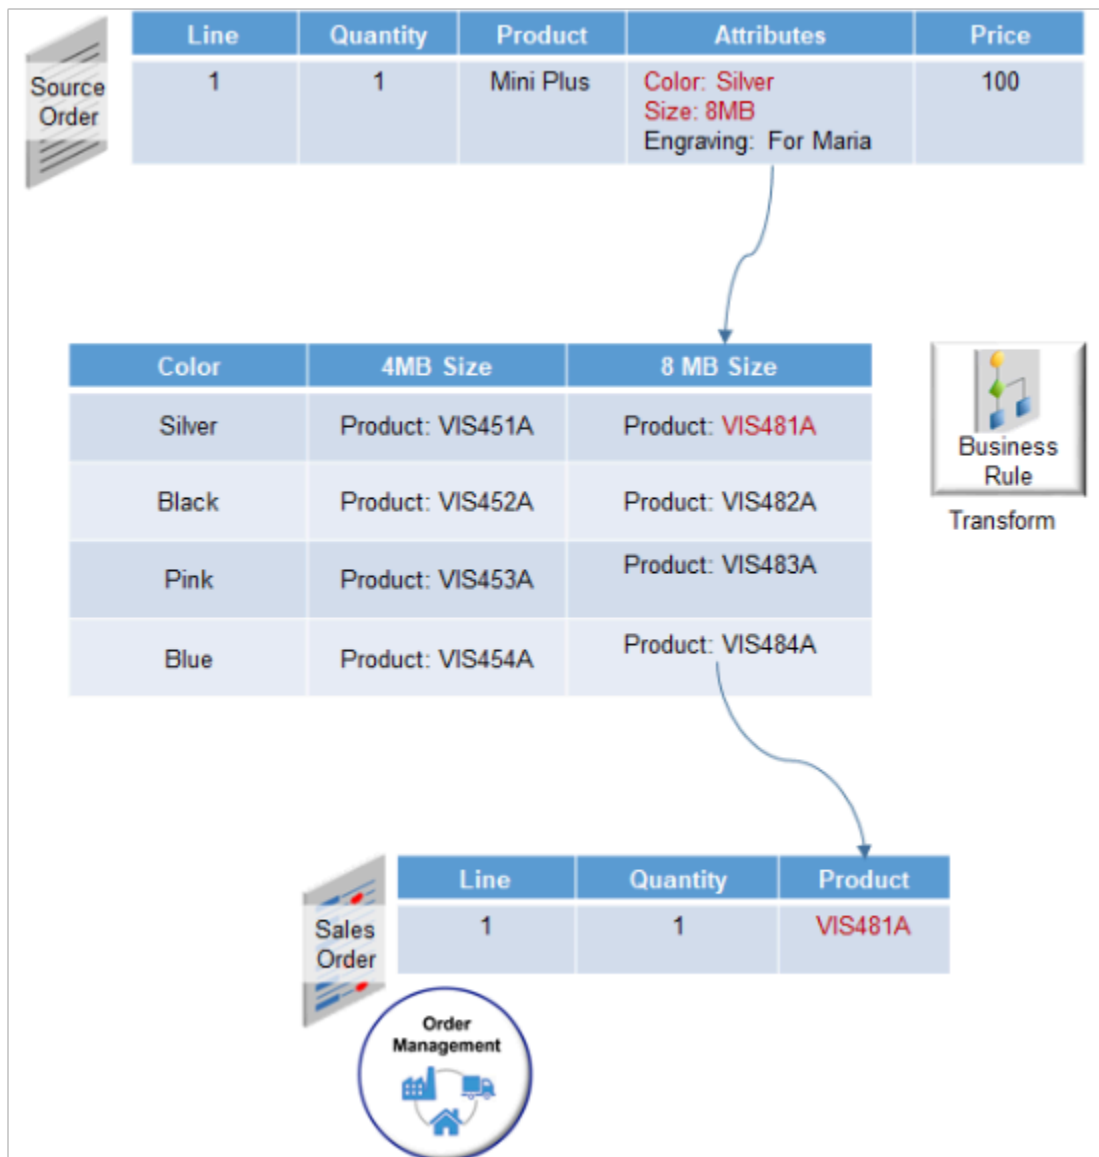 Line Quantity Product Attributes Price
Source
Order
1 1 Mini Plus Color: Silver 100
Size: 8MB
Engraving: For Maria
Color 4MB Size 8 MB Size
Silver Product: VIS451A Product: VIS481A
Black Product: VIS452A Product: VIS482A
Pink Product: VIS453A Product: VIS483A
Blue Product: VIS454A Product: VIS484A
Business
Rule
Transform
Line Quantity Product
Sales
Order
1 1 VIS481A
Order
Management